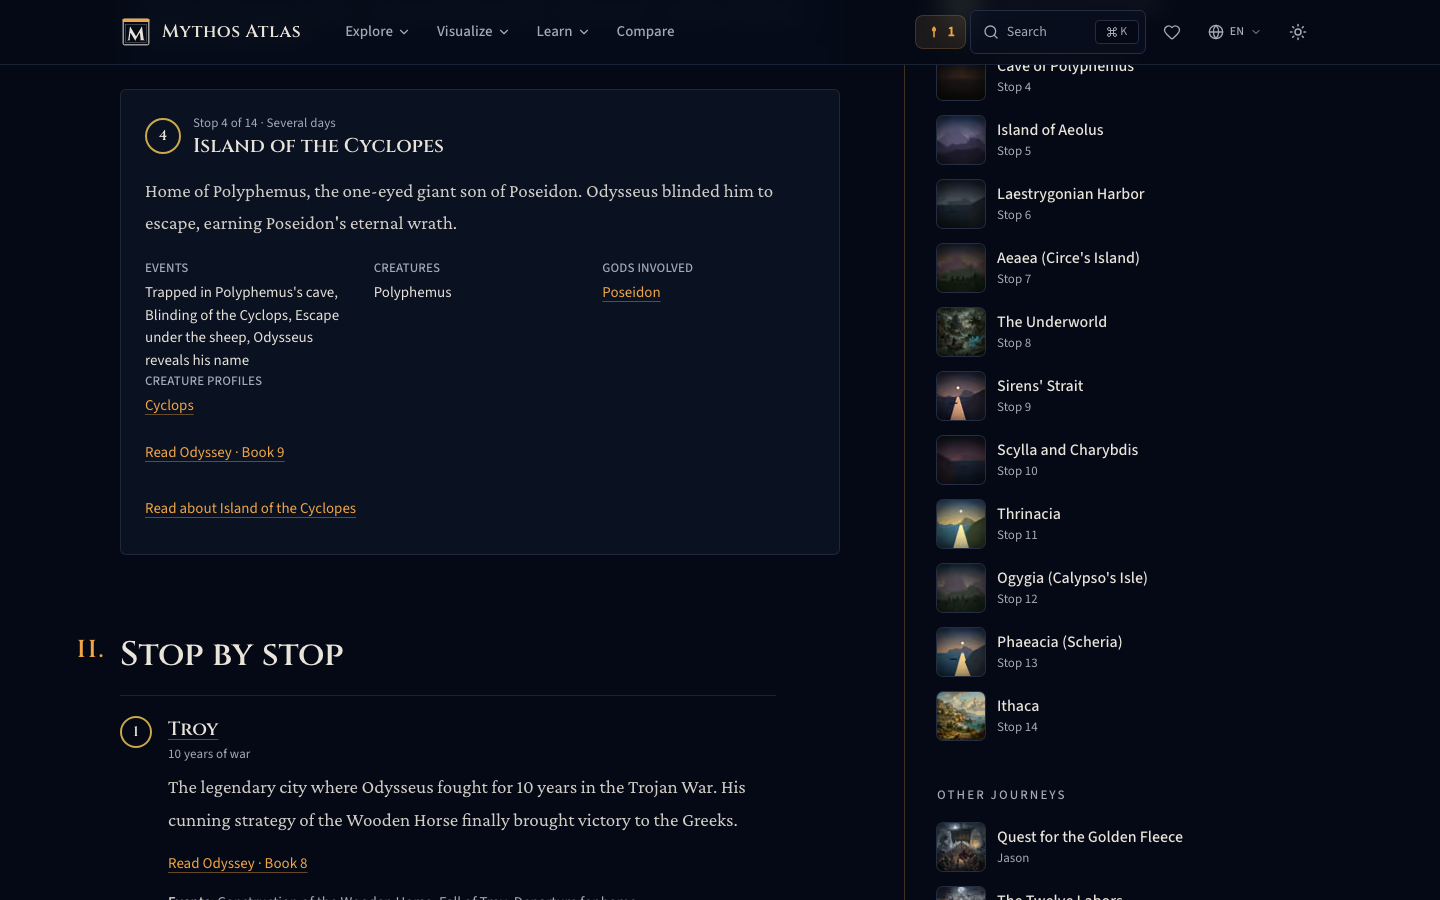 Mythos Atlas
Explore
Visualize
Learn
Compare
1
Search
⌘K
EN
4
Stop 4 of 14 · Several days
Island of the Cyclopes
Home of Polyphemus, the one-eyed giant son of Poseidon. Odysseus blinded him to
escape, earning Poseidon's eternal wrath.
EVENTS
Trapped in Polyphemus's cave,
Blinding of the Cyclops, Escape
under the sheep, Odysseus
reveals his name
CREATURES
Polyphemus
GODS INVOLVED
Poseidon
CREATURE PROFILES
Cyclops
Read Odyssey · Book 9
Read about Island of the Cyclopes
II.
Stop by stop
1
Troy
10 years of war
The legendary city where Odysseus fought for 10 years in the Trojan War. His
cunning strategy of the Wooden Horse finally brought victory to the Greeks.
Read Odyssey · Book 8
Cave of Polyphemus
Stop 4
Island of Aeolus
Stop 5
Laestrygonian Harbor
Stop 6
Aeaea (Circe's Island)
Stop 7
The Underworld
Stop 8
Sirens' Strait
Stop 9
Scylla and Charybdis
Stop 10
Thrinacia
Stop 11
Ogygia (Calypso's Isle)
Stop 12
Phaeacia (Scheria)
Stop 13
Ithaca
Stop 14
OTHER JOURNEYS
Quest for the Golden Fleece
Jason
The Twelve Labors